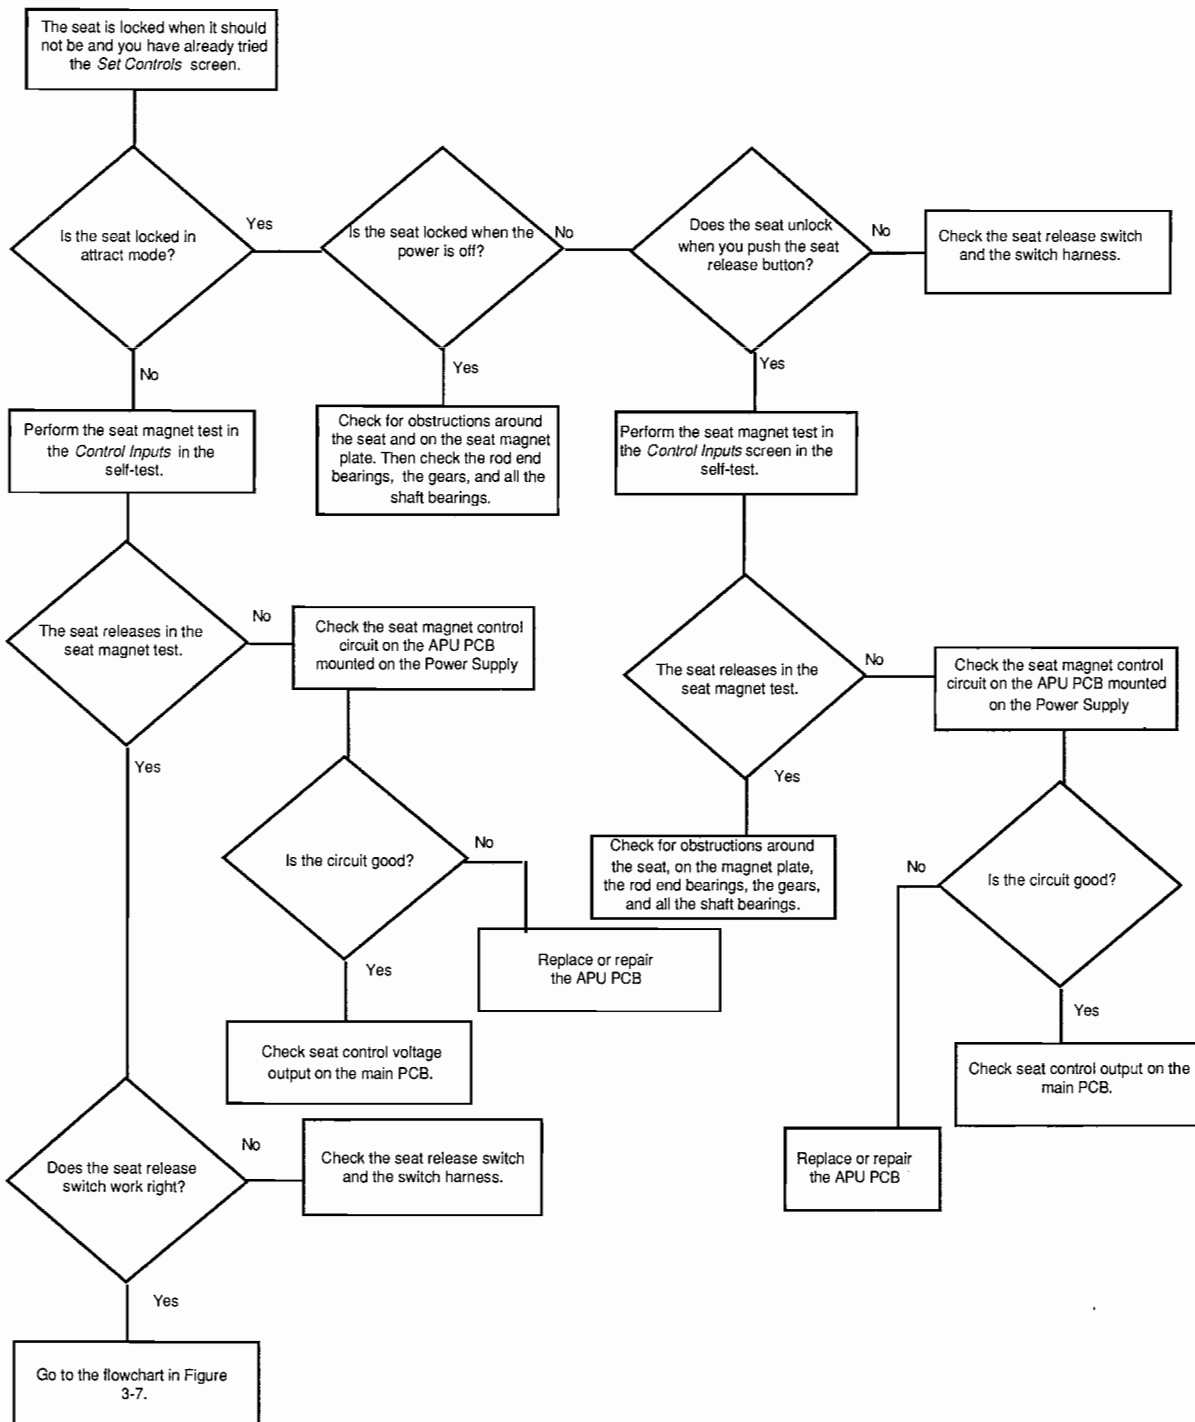 The seat is locked when it should
not be and you have already tried
the Set Controls screen.
Is the seat locked in
attract mode?
Yes
Is the seat locked when the
power is off?
No
Does the seat unlock
when you push the seat
release button?
No
Check the seat release switch
and the switch harness.
No
Yes
Yes
Perform the seat magnet test in
the Control Inputs in the
self-test.
Check for obstructions around
the seat and on the seat magnet
plate. Then check the rod end
bearings, the gears, and all the
shaft bearings.
Perform the seat magnet test in
the Control Inputs screen in the
self-test.
The seat releases in the
seat magnet test.
No
Check the seat magnet control
circuit on the APU PCB
mounted on the Power Supply
The seat releases in the
seat magnet test.
No
Check the seat magnet control
circuit on the APU PCB mounted
on the Power Supply
Yes
Yes
Is the circuit good?
No
Check for obstructions around
the seat, on the magnet plate,
the rod end bearings, the gears,
and all the shaft bearings.
No
Is the circuit good?
Yes
Replace or repair
the APU PCB
Yes
Check seat control voltage
output on the main PCB.
Check seat control output on the
main PCB.
Does the seat release
switch work right?
No
Check the seat release switch
and the switch harness.
Replace or repair
the APU PCB
Yes
Go to the flowchart in Figure
3-7.